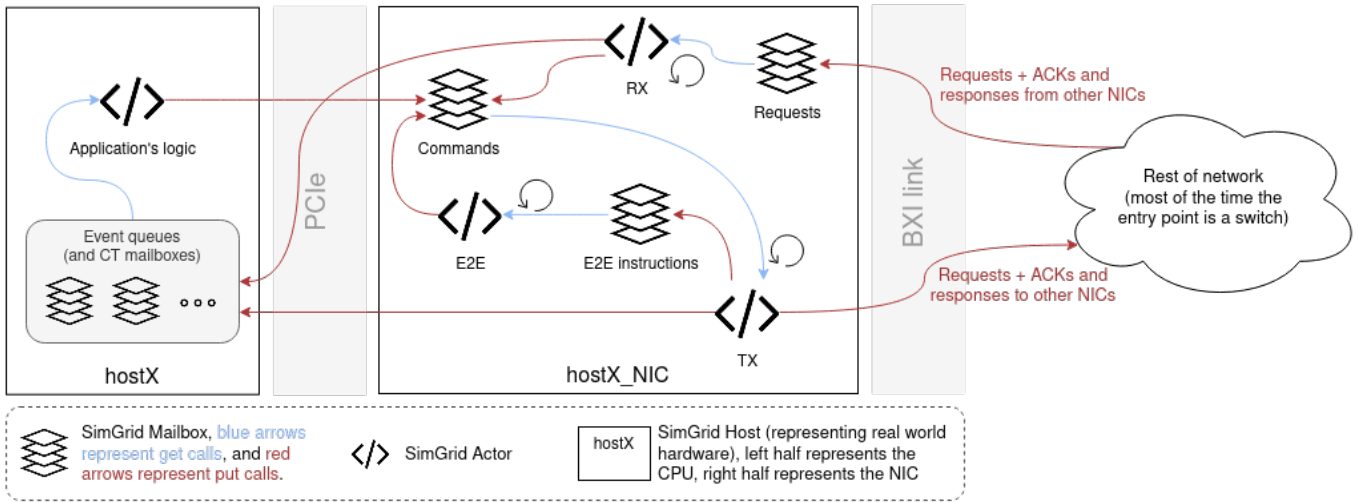 Application's logic
Event queues
(and CT mailboxes)
hostX
PCIe
RX
Requests
Commands
E2E
E2E instructions
TX
hostX_NIC
BXI link
Requests + ACKs and
responses from other NICs
Rest of network
(most of the time the
entry point is a switch)
Requests + ACKs and
responses to other NICs
SimGrid Mailbox, blue arrows
represent get calls, and red
arrows represent put calls.
SimGrid Actor
hostX
SimGrid Host (representing real world
hardware), left half represents the
CPU, right half represents the NIC